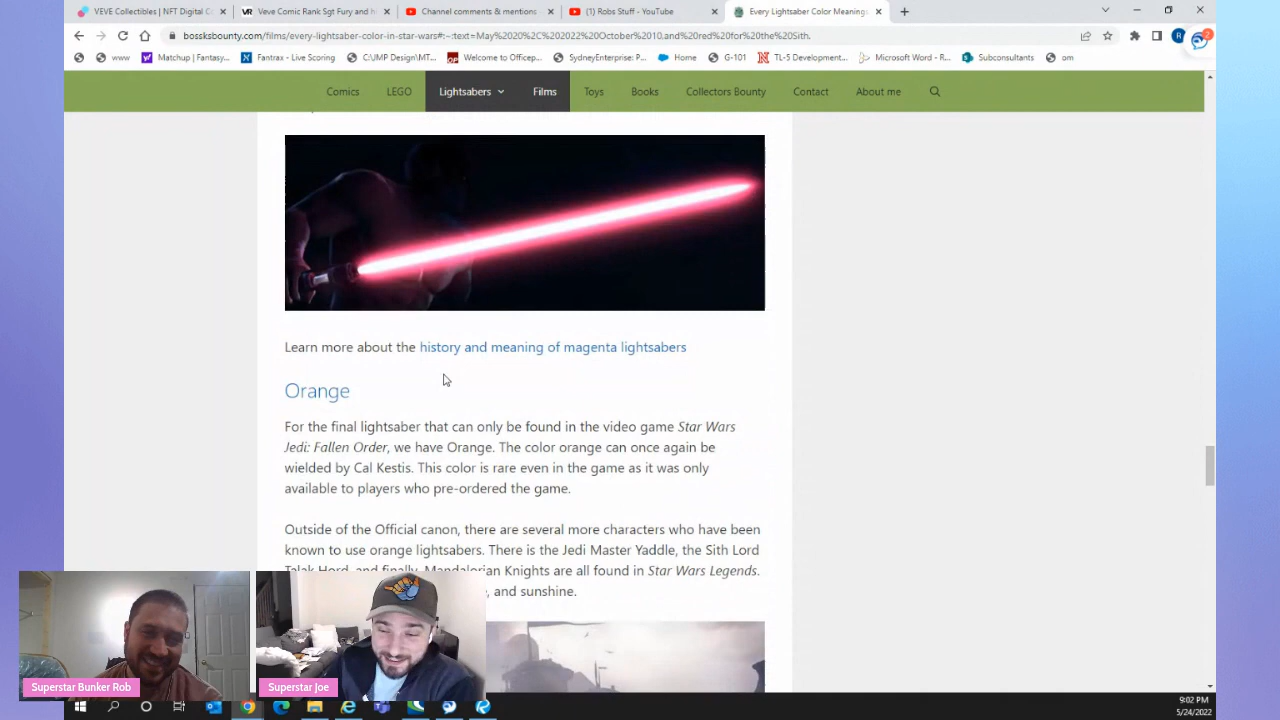 VEVE Collectibles | NFT Digital Co
Veve Comic Rank Sgt Fury and h
Channel comments & mentions -
(1) Robs Stuff - YouTube
Every Lightsaber Color Meaning
bossksbounty.com/films/every-lightsaber-color-in-star-wars#:~:text=May%2020%2C%202022%20October%2010,and%20red%20for%20the%20Sith.
www
Matchup | Fantasy...
Fantrax - Live Scoring
C:\JMP Design\MT...
Welcome to Officep...
SydneyEnterprise: P...
Home
G-101
TL-5 Development...
Microsoft Word - R...
Subconsultants
om
Comics
LEGO
Lightsabers
Films
Toys
Books
Collectors Bounty
Contact
About me
Learn more about the history and meaning of magenta lightsabers
Orange
For the final lightsaber that can only be found in the video game Star Wars
Jedi: Fallen Order, we have Orange. The color orange can once again be
wielded by Cal Kestis. This color is rare even in the game as it was only
available to players who pre-ordered the game.
Outside of the Official canon, there are several more characters who have been
known to use orange lightsabers. There is the Jedi Master Yaddle, the Sith Lord
and finally, Mandalorian Knights are all found in Star Wars Legends.
, and sunshine.
Superstar Bunker Rob
Superstar Joe
9:02 PM
5/24/2022